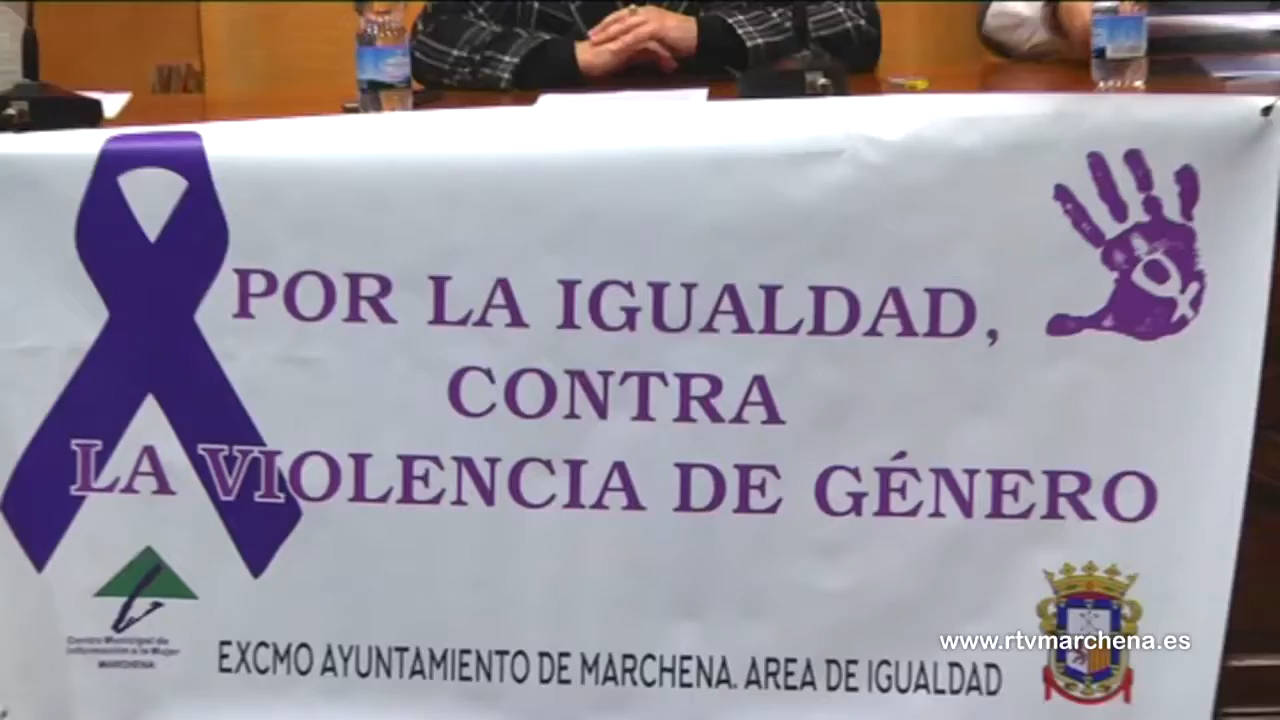 POR LA IGUALDAD,
CONTRA
LA VIOLENCIA DE GÉNERO
Centro Municipal de
Información a la Mujer
MARCHENA
EXCMO AYUNTAMIENTO DE MARCHENA. AREA DE IGUALDAD
www.rtvmarchena.es